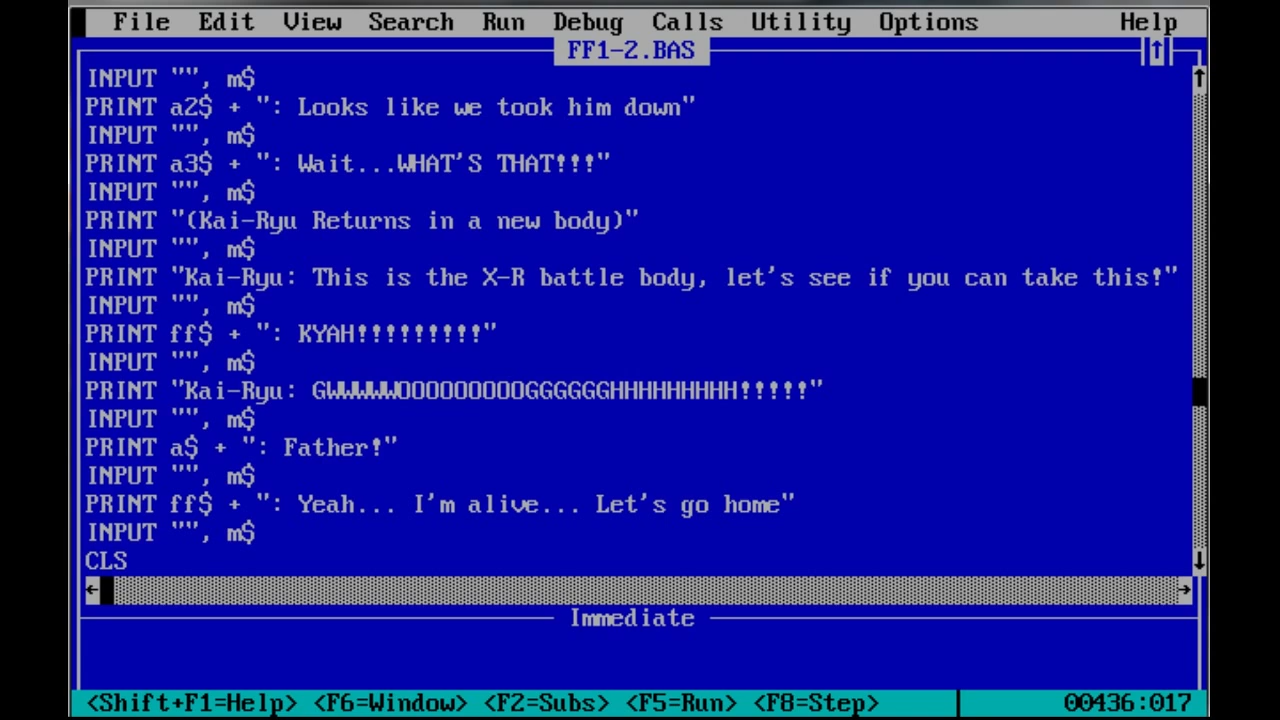 File Edit View Search Run Debug Calls Utility Options Help
FF1-2.BAS
INPUT "", m$
PRINT a2$ + ": Looks like we took him down"
INPUT "", m$
PRINT a3$ + ": Wait...WHAT'S THAT!!!"
INPUT "", m$
PRINT "(Kai-Ryu Returns in a new body)"
INPUT "", m$
PRINT "Kai-Ryu: This is the X-R battle body, let's see if you can take this!"
INPUT "", m$
PRINT ff$ + ": KYAH!!!!!!!!!"
INPUT "", m$
PRINT "Kai-Ryu: GWWWWWOOOOOOOOOGGGGGGHHHHHHHHH!!!!!"
INPUT "", m$
PRINT a$ + ": Father!"
INPUT "", m$
PRINT ff$ + ": Yeah... I'm alive... Let's go home"
INPUT "", m$
CLS
Immediate
<Shift+F1=Help> <F6=Window> <F2=Subs> <F5=Run> <F8=Step> 00436:017